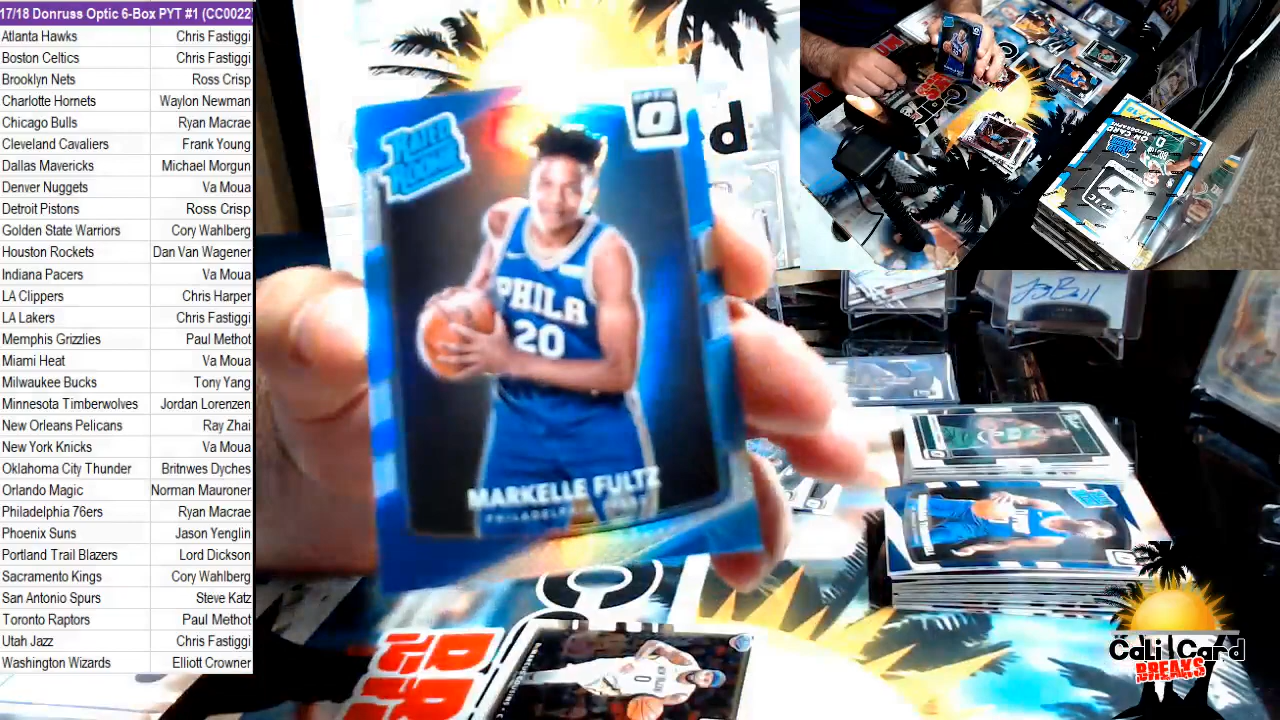 17/18 Donruss Optic 6-Box PYT #1 (CC0022
Atlanta Hawks Chris Fastiggi
Boston Celtics Chris Fastiggi
Brooklyn Nets Ross Crisp
Charlotte Hornets Waylon Newman
Chicago Bulls Ryan Macrae
Cleveland Cavaliers Frank Young
Dallas Mavericks Michael Morgun
Denver Nuggets Va Moua
Detroit Pistons Ross Crisp
Golden State Warriors Cory Wahlberg
Houston Rockets Dan Van Wagener
Indiana Pacers Va Moua
LA Clippers Chris Harper
LA Lakers Chris Fastiggi
Memphis Grizzlies Paul Methot
Miami Heat Va Moua
Milwaukee Bucks Tony Yang
Minnesota Timberwolves Jordan Lorenzen
New Orleans Pelicans Ray Zhai
New York Knicks Va Moua
Oklahoma City Thunder Britnwes Dyches
Orlando Magic Norman Mauroner
Philadelphia 76ers Ryan Macrae
Phoenix Suns Jason Yenglin
Portland Trail Blazers Lord Dickson
Sacramento Kings Cory Wahlberg
San Antonio Spurs Steve Katz
Toronto Raptors Paul Methot
Utah Jazz Chris Fastiggi
Washington Wizards Elliott Crowner
RATED
ROOKIE
OPTIC
O
d
PHILA
20
MARKELLE FULTZ
0
Cali Card
BREAKS